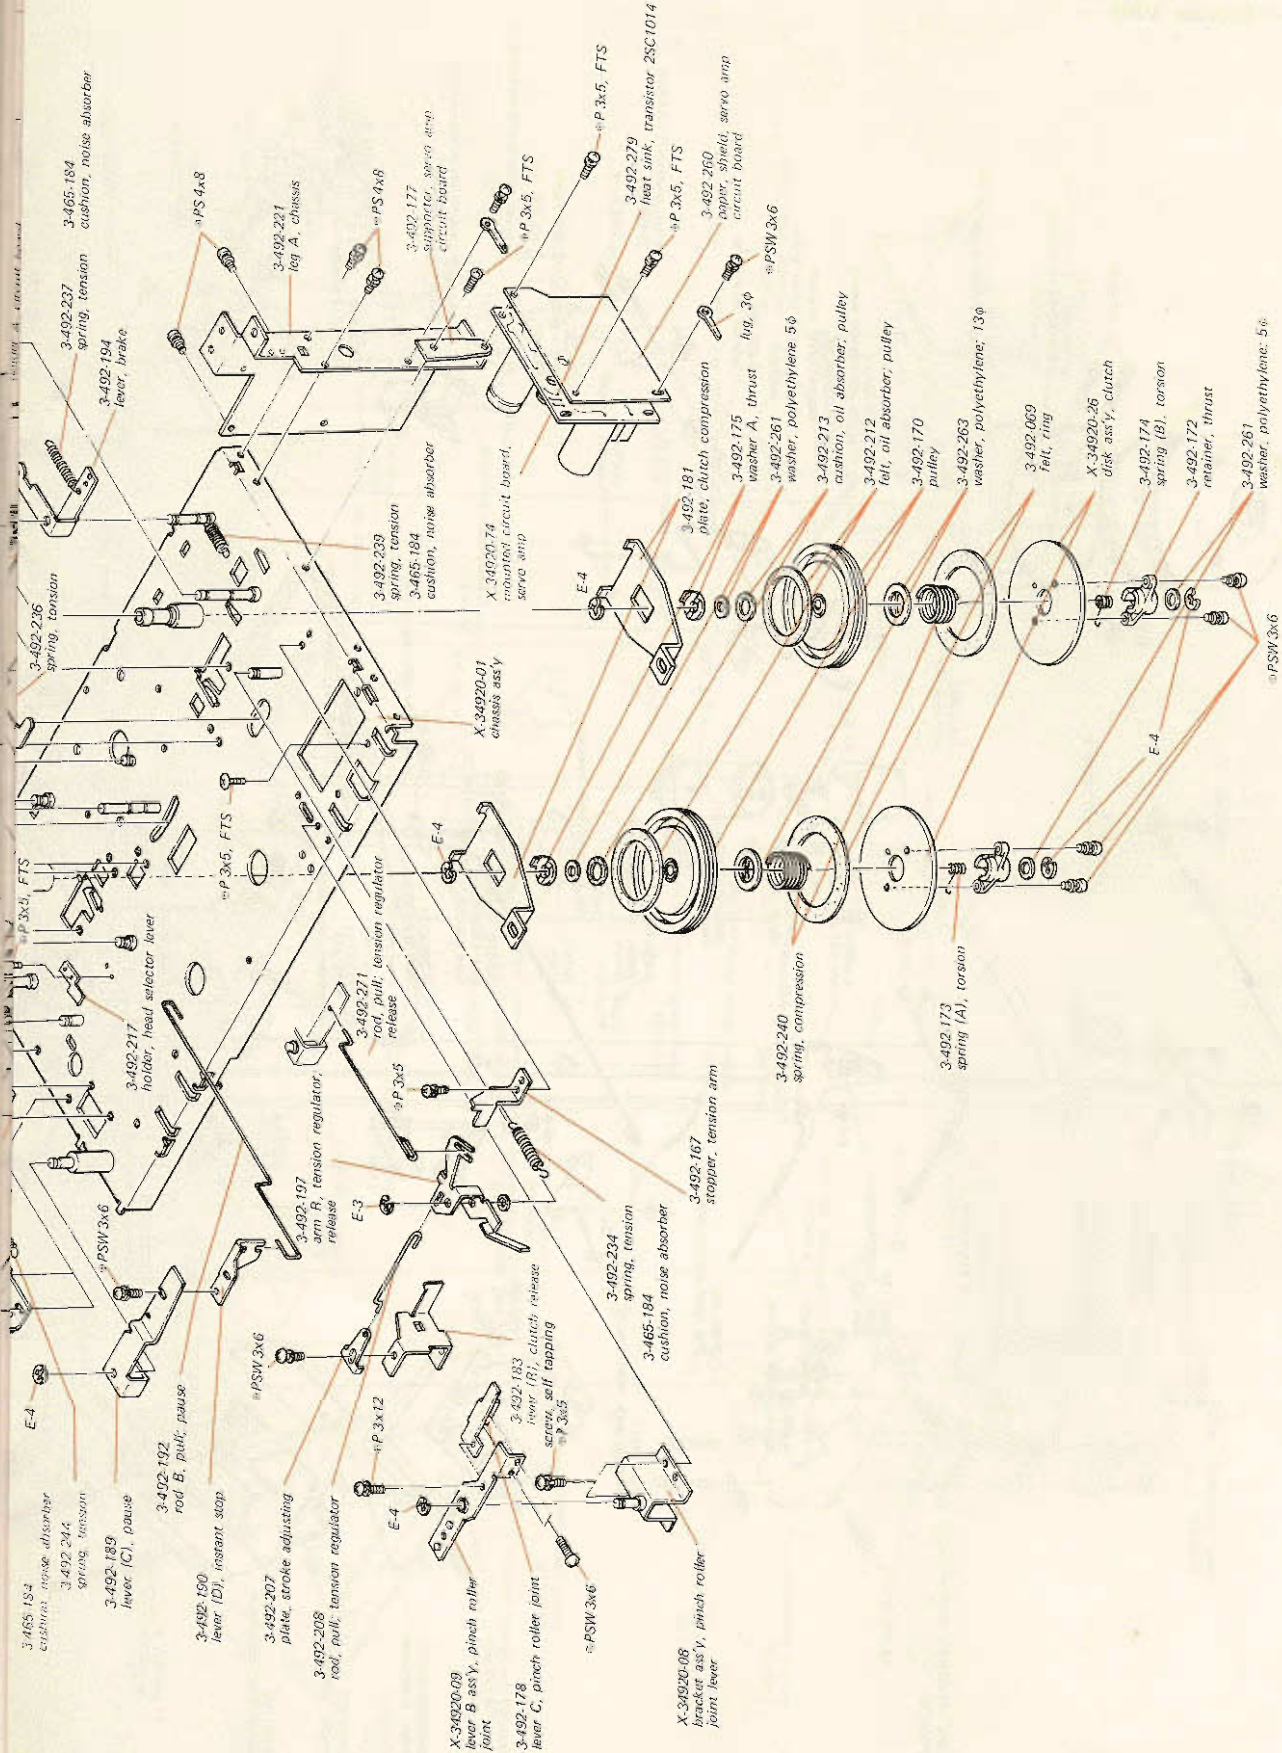 3-465-184
cushion, noise absorber
3-492-237
spring, tension
3-492-194
lever, brake
3-492-236
spring, tension
⊕PS 4x8
3-492-221
leg A, chassis
⊕PS 4x8
3-492-177
supporter, servo amp
circuit board
⊕P 3x5, FTS
⊕P 3x5, FTS
3-492-279
heat sink, transistor 2SC1014
⊕P 3x5, FTS
3-492-260
paper, shield, servo amp
circuit board
⊕PSW 3x6
lug, 3φ
3-492-239
spring, tension
3-465-184
cushion, noise absorber
X-34920-74
mounted circuit board,
servo amp
X-34920-01
chassis ass'y
E-4
3-492-181
plate, clutch compression
3-492-175
washer A, thrust
3-492-261
washer, polyethylene 5φ
3-492-213
cushion, oil absorber, pulley
3-492-212
felt, oil absorber; pulley
3-492-170
pulley
3-492-263
washer, polyethylene; 13φ
3-492-069
felt, ring
X-34920-26
disk ass'y, clutch
3-492-174
spring (B), torsion
3-492-172
retainer, thrust
3-492-261
washer, polyethylene; 5φ
⊕PSW 3x6
E-4
⊕P 3x5, FTS
⊕P 3x5, FTS
E-4
3-492-217
holder, head selector lever
3-492-271
rod, pull; tension regulator
release
⊕P 3x5
3-492-197
arm R, tension regulator,
release
E-3
3-492-240
spring, compression
3-492-173
spring (A), torsion
3-492-167
stopper, tension arm
3-492-234
spring, tension
3-465-184
cushion, noise absorber
3-492-183
lever (R), clutch release
screw, self tapping
⊕P 3x5
⊕PSW 3x6
⊕PSW 3x6
⊕P 3x12
E-4
E-4
3-465-184
cushion, noise absorber
3-492-244
spring, tension
3-492-189
lever (C), pause
3-492-192
rod B, pull; pause
3-492-190
lever (D), instant stop
3-492-207
plate, stroke adjusting
3-492-208
rod, pull; tension regulator
X-34920-09
lever B ass'y, pinch roller
joint
3-492-178
lever C, pinch roller joint
⊕PSW 3x6
X-34920-08
bracket ass'y, pinch roller
joint lever